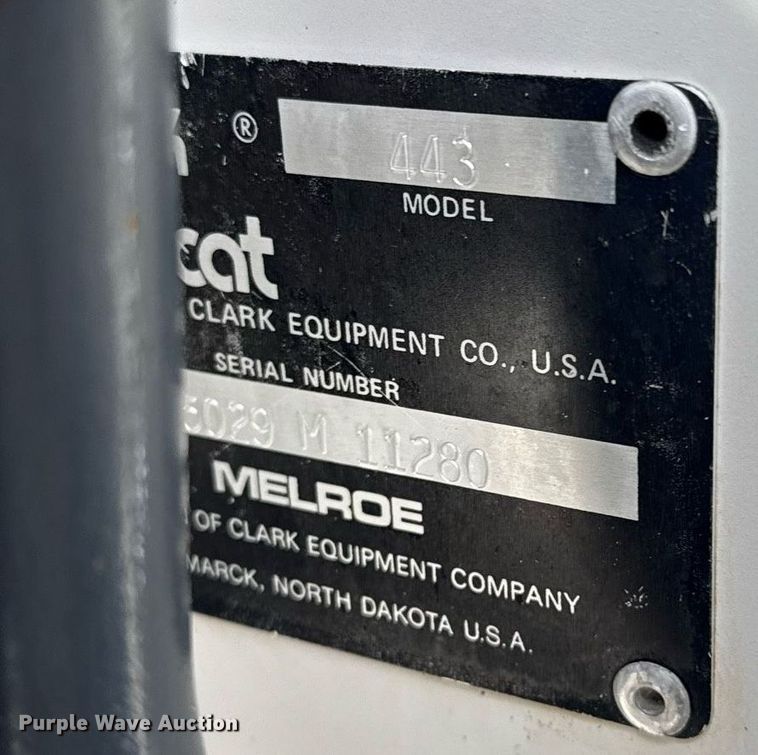 ®
443
MODEL
cat
CLARK EQUIPMENT CO., U.S.A.
SERIAL NUMBER
5029 M 11280
MELROE
OF CLARK EQUIPMENT COMPANY
MARCK, NORTH DAKOTA U.S.A.
Purple Wave Auction